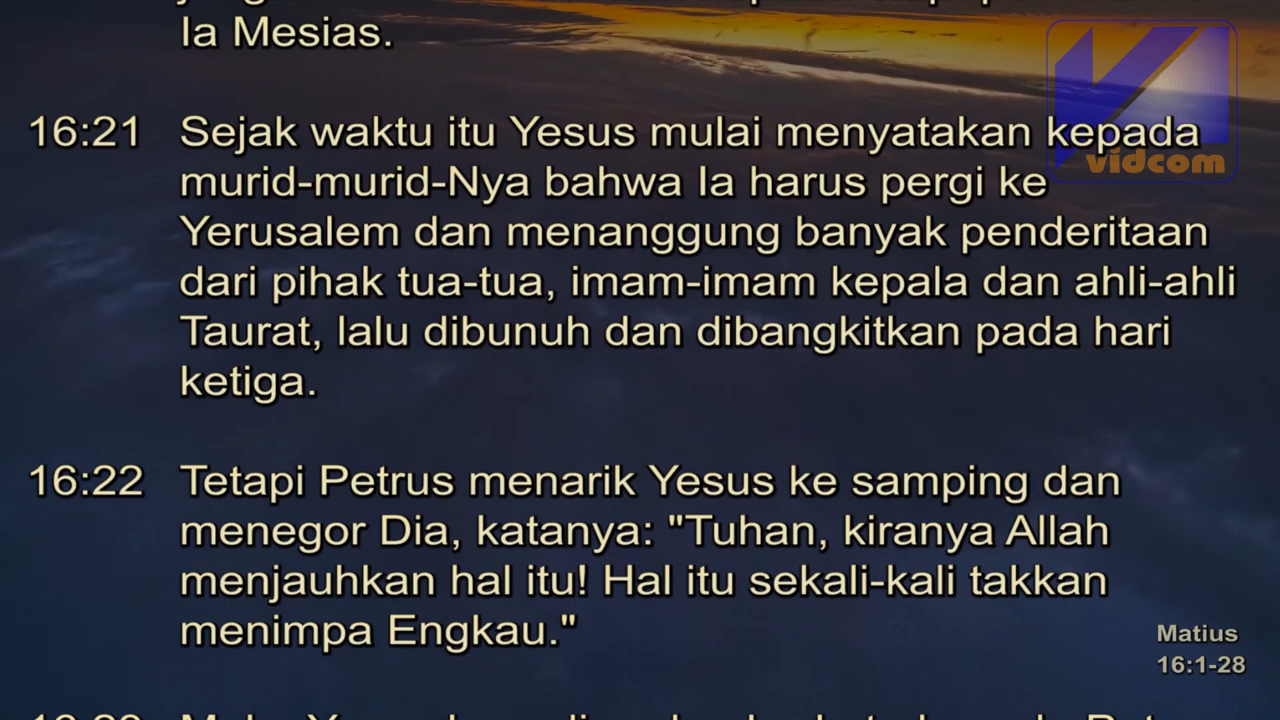 Ia Mesias.
16:21 Sejak waktu itu Yesus mulai menyatakan kepada
murid-murid-Nya bahwa Ia harus pergi ke
Yerusalem dan menanggung banyak penderitaan
dari pihak tua-tua, imam-imam kepala dan ahli-ahli
Taurat, lalu dibunuh dan dibangkitkan pada hari
ketiga.
16:22 Tetapi Petrus menarik Yesus ke samping dan
menegor Dia, katanya: "Tuhan, kiranya Allah
menjauhkan hal itu! Hal itu sekali-kali takkan
menimpa Engkau."
vidcom
Matius
16:1-28